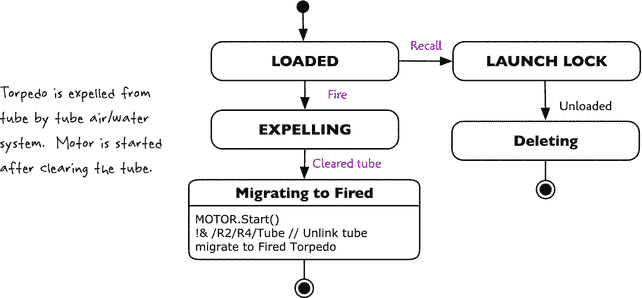 Recall
LOADED
LAUNCH LOCK
Torpedo is expelled from
tube by tube air/water
system. Motor is started
after clearing the tube.
Fire
Unloaded
EXPELLING
Deleting
Cleared tube
Migrating to Fired
MOTOR.Start()
!& /R2/R4/Tube // Unlink tube
migrate to Fired Torpedo